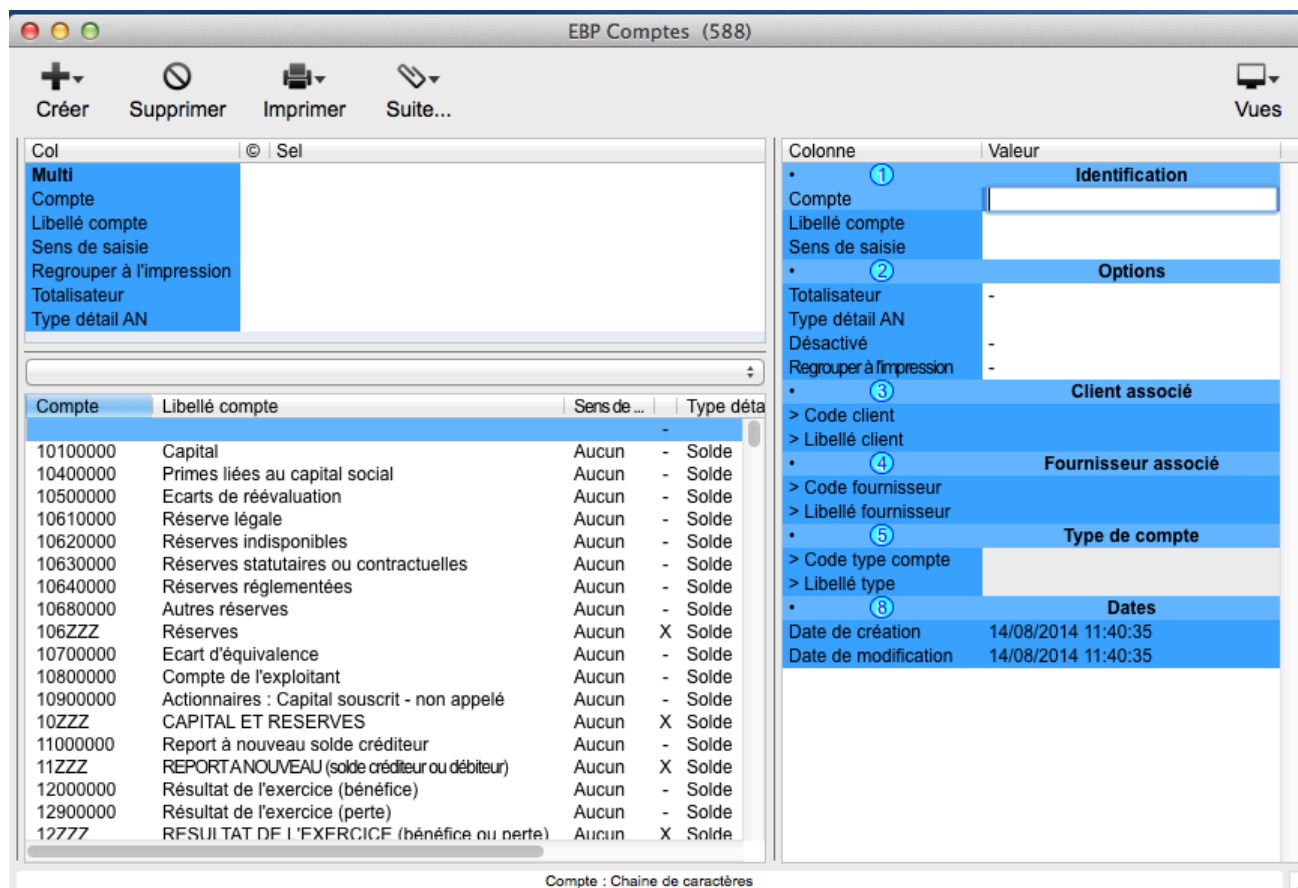 EBP Comptes (588)
Créer Supprimer Imprimer Suite... Vues
Col © Sel
Multi
Compte
Libellé compte
Sens de saisie
Regrouper à l'impression
Totalisateur
Type détail AN
Compte Libellé compte Sens de ... Type déta
-
10100000 Capital Aucun - Solde
10400000 Primes liées au capital social Aucun - Solde
10500000 Ecarts de réévaluation Aucun - Solde
10610000 Réserve légale Aucun - Solde
10620000 Réserves indisponibles Aucun - Solde
10630000 Réserves statutaires ou contractuelles Aucun - Solde
10640000 Réserves réglementées Aucun - Solde
10680000 Autres réserves Aucun - Solde
106ZZZ Réserves Aucun X Solde
10700000 Ecart d'équivalence Aucun - Solde
10800000 Compte de l'exploitant Aucun - Solde
10900000 Actionnaires : Capital souscrit - non appelé Aucun - Solde
10ZZZ CAPITAL ET RESERVES Aucun X Solde
11000000 Report à nouveau solde créditeur Aucun - Solde
11ZZZ REPORT A NOUVEAU (solde créditeur ou débiteur) Aucun X Solde
12000000 Résultat de l'exercice (bénéfice) Aucun - Solde
12900000 Résultat de l'exercice (perte) Aucun - Solde
12ZZZ RESULTAT DE L'EXERCICE (bénéfice ou perte) Aucun X Solde
Colonne Valeur
• 1 Identification
Compte
Libellé compte
Sens de saisie
• 2 Options
Totalisateur -
Type détail AN
Désactivé -
Regrouper à l'impression -
• 3 Client associé
> Code client
> Libellé client
• 4 Fournisseur associé
> Code fournisseur
> Libellé fournisseur
• 5 Type de compte
> Code type compte
> Libellé type
• 8 Dates
Date de création 14/08/2014 11:40:35
Date de modification 14/08/2014 11:40:35
Compte : Chaine de caractères